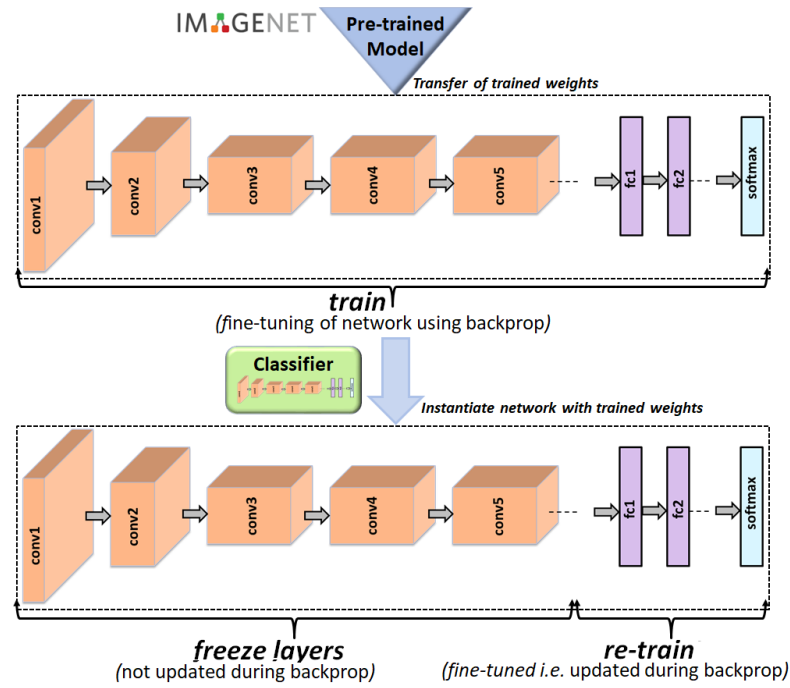 IMAGENET
Pre-trained
Model
Transfer of trained weights
conv1
conv2
conv3
conv4
conv5
fc1
fc2
softmax
train
(fine-tuning of network using backprop)
Classifier
Instantiate network with trained weights
conv1
conv2
conv3
conv4
conv5
fc1
fc2
softmax
freeze layers
(not updated during backprop)
re-train
(fine-tuned i.e. updated during backprop)